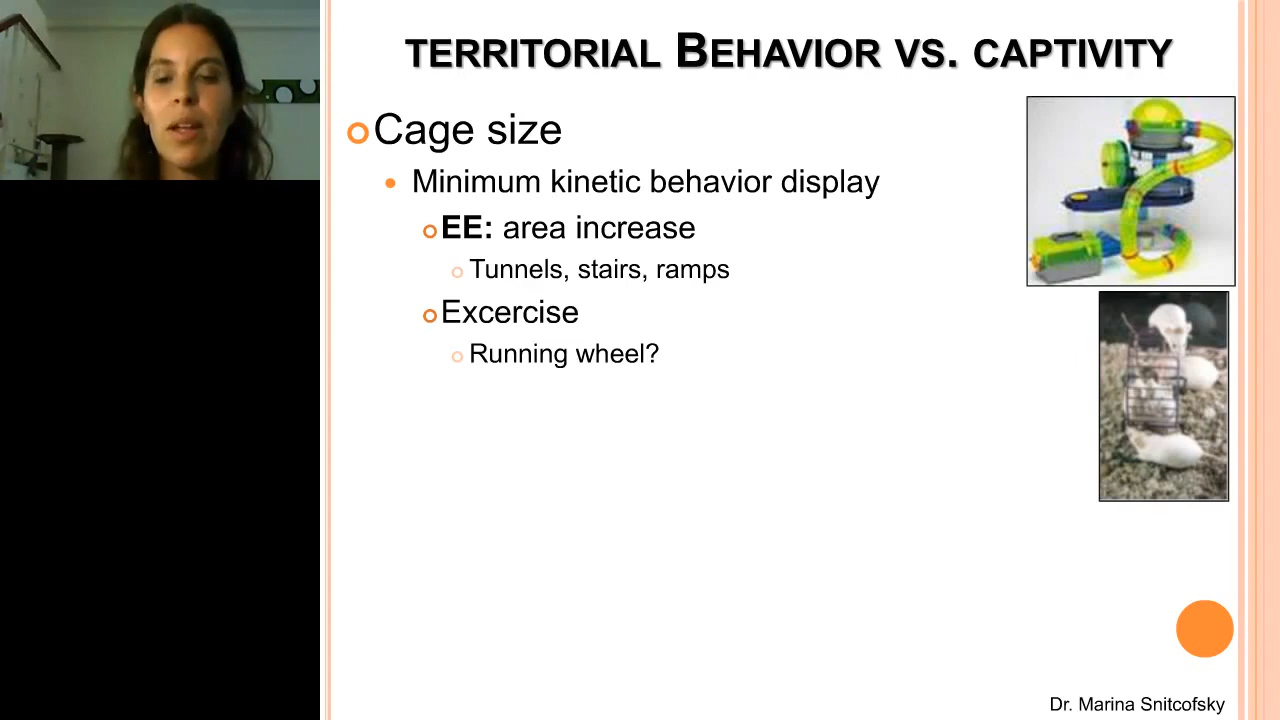 TERRITORIAL BEHAVIOR VS. CAPTIVITY
Cage size
Minimum kinetic behavior display
EE: area increase
Tunnels, stairs, ramps
Excercise
Running wheel?
Dr. Marina Snitcofsky